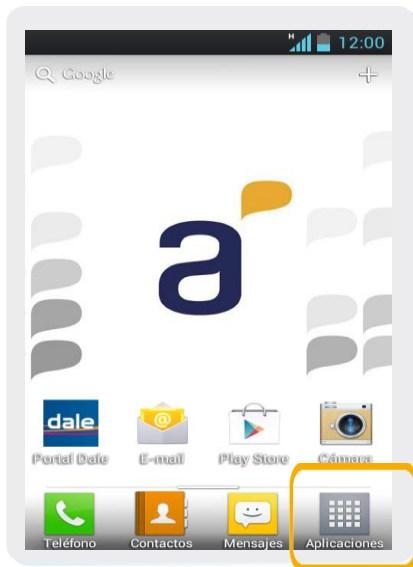 H 12:00
Google
a
dale
Portal Dale E-mail Play Store Cámara
Teléfono Contactos Mensajes Aplicaciones